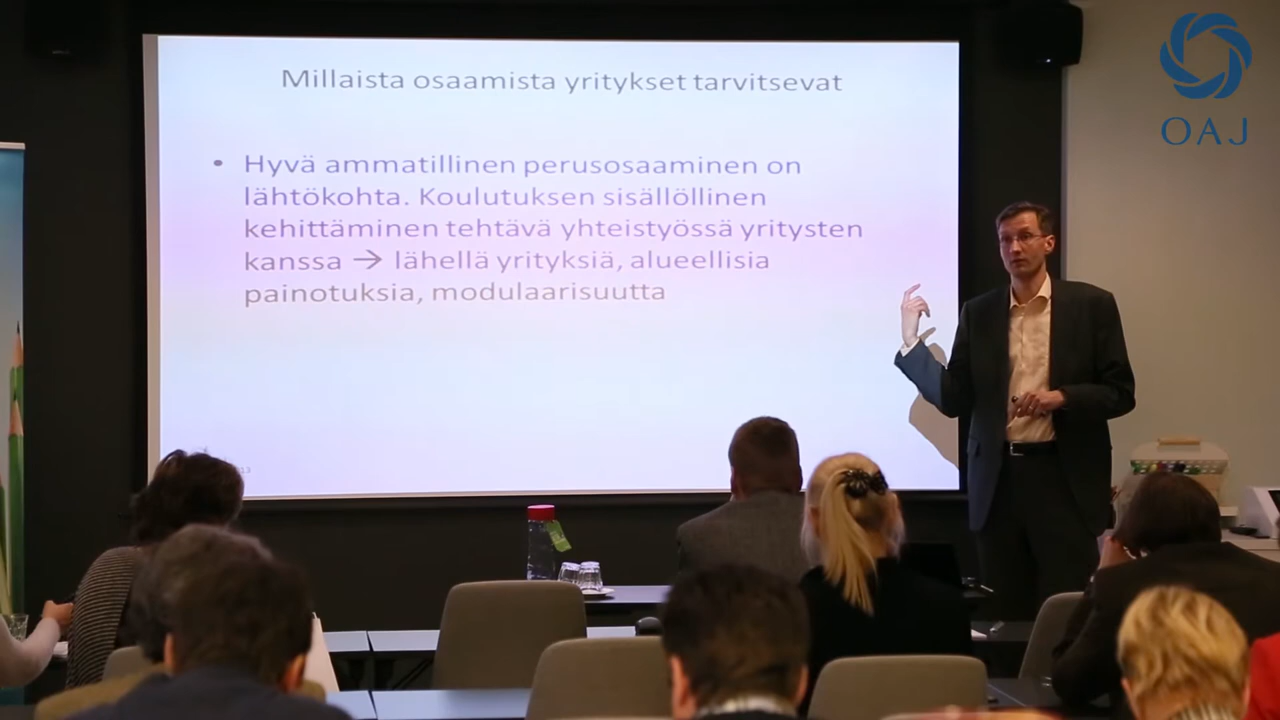 Millaista osaamista yritykset tarvitsevat
• Hyvä ammatillinen perusosaaminen on
lähtökohta. Koulutuksen sisällöllinen
kehittäminen tehtävä yhteistyössä yritysten
kanssa → lähellä yrityksiä, alueellisia
painotuksia, modulaarisuutta
OAJ